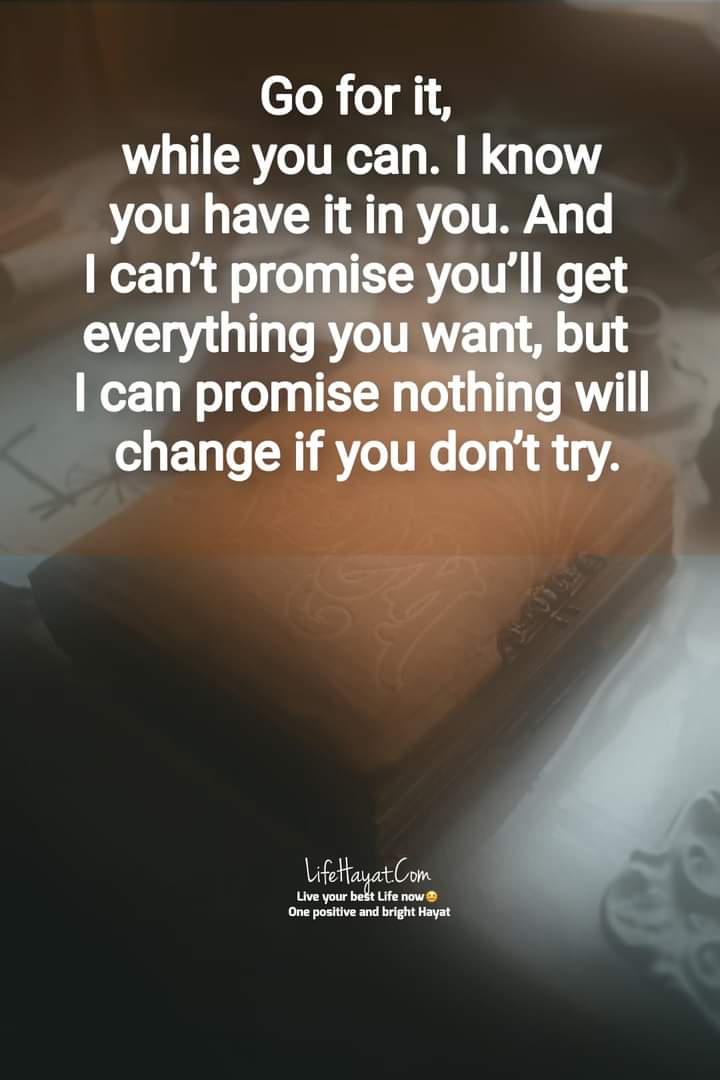 Go for it,
while you can. I know
you have it in you. And
I can’t promise you’ll get
everything you want, but
I can promise nothing will
change if you don’t try.
LifeHayat.Com
Live your best Life now😆
One positive and bright Hayat